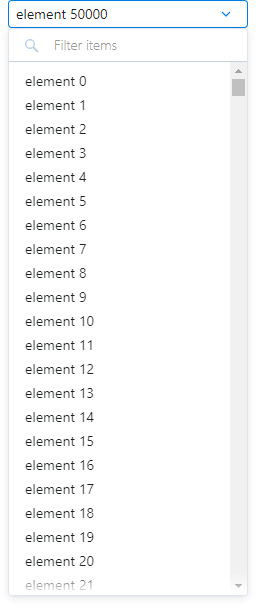 element 50000
Filter items
element 0
element 1
element 2
element 3
element 4
element 5
element 6
element 7
element 8
element 9
element 10
element 11
element 12
element 13
element 14
element 15
element 16
element 17
element 18
element 19
element 20
element 21